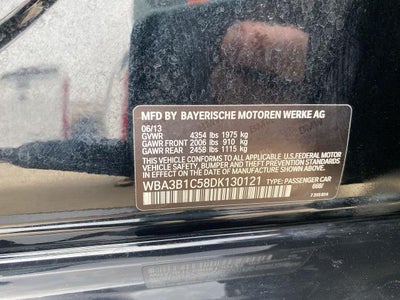 MFD BY BAYERISCHE MOTOREN WERKE AG
06/13
GVWR 4354 lbs 1975 kg
GAWR FRONT 2006 lbs 910 kg
GAWR REAR 2458 lbs 1115 kg
THIS VEHICLE CONFORMS TO ALL APPLICABLE U.S. FEDERAL MOTOR
VEHICLE SAFETY, BUMPER AND THEFT PREVENTION STANDARDS
IN EFFECT ON THE DATE OF MANUFACTURE SHOWN ABOVE.
WBA3B1C58DK130121 TYPE: PASSENGER CAR